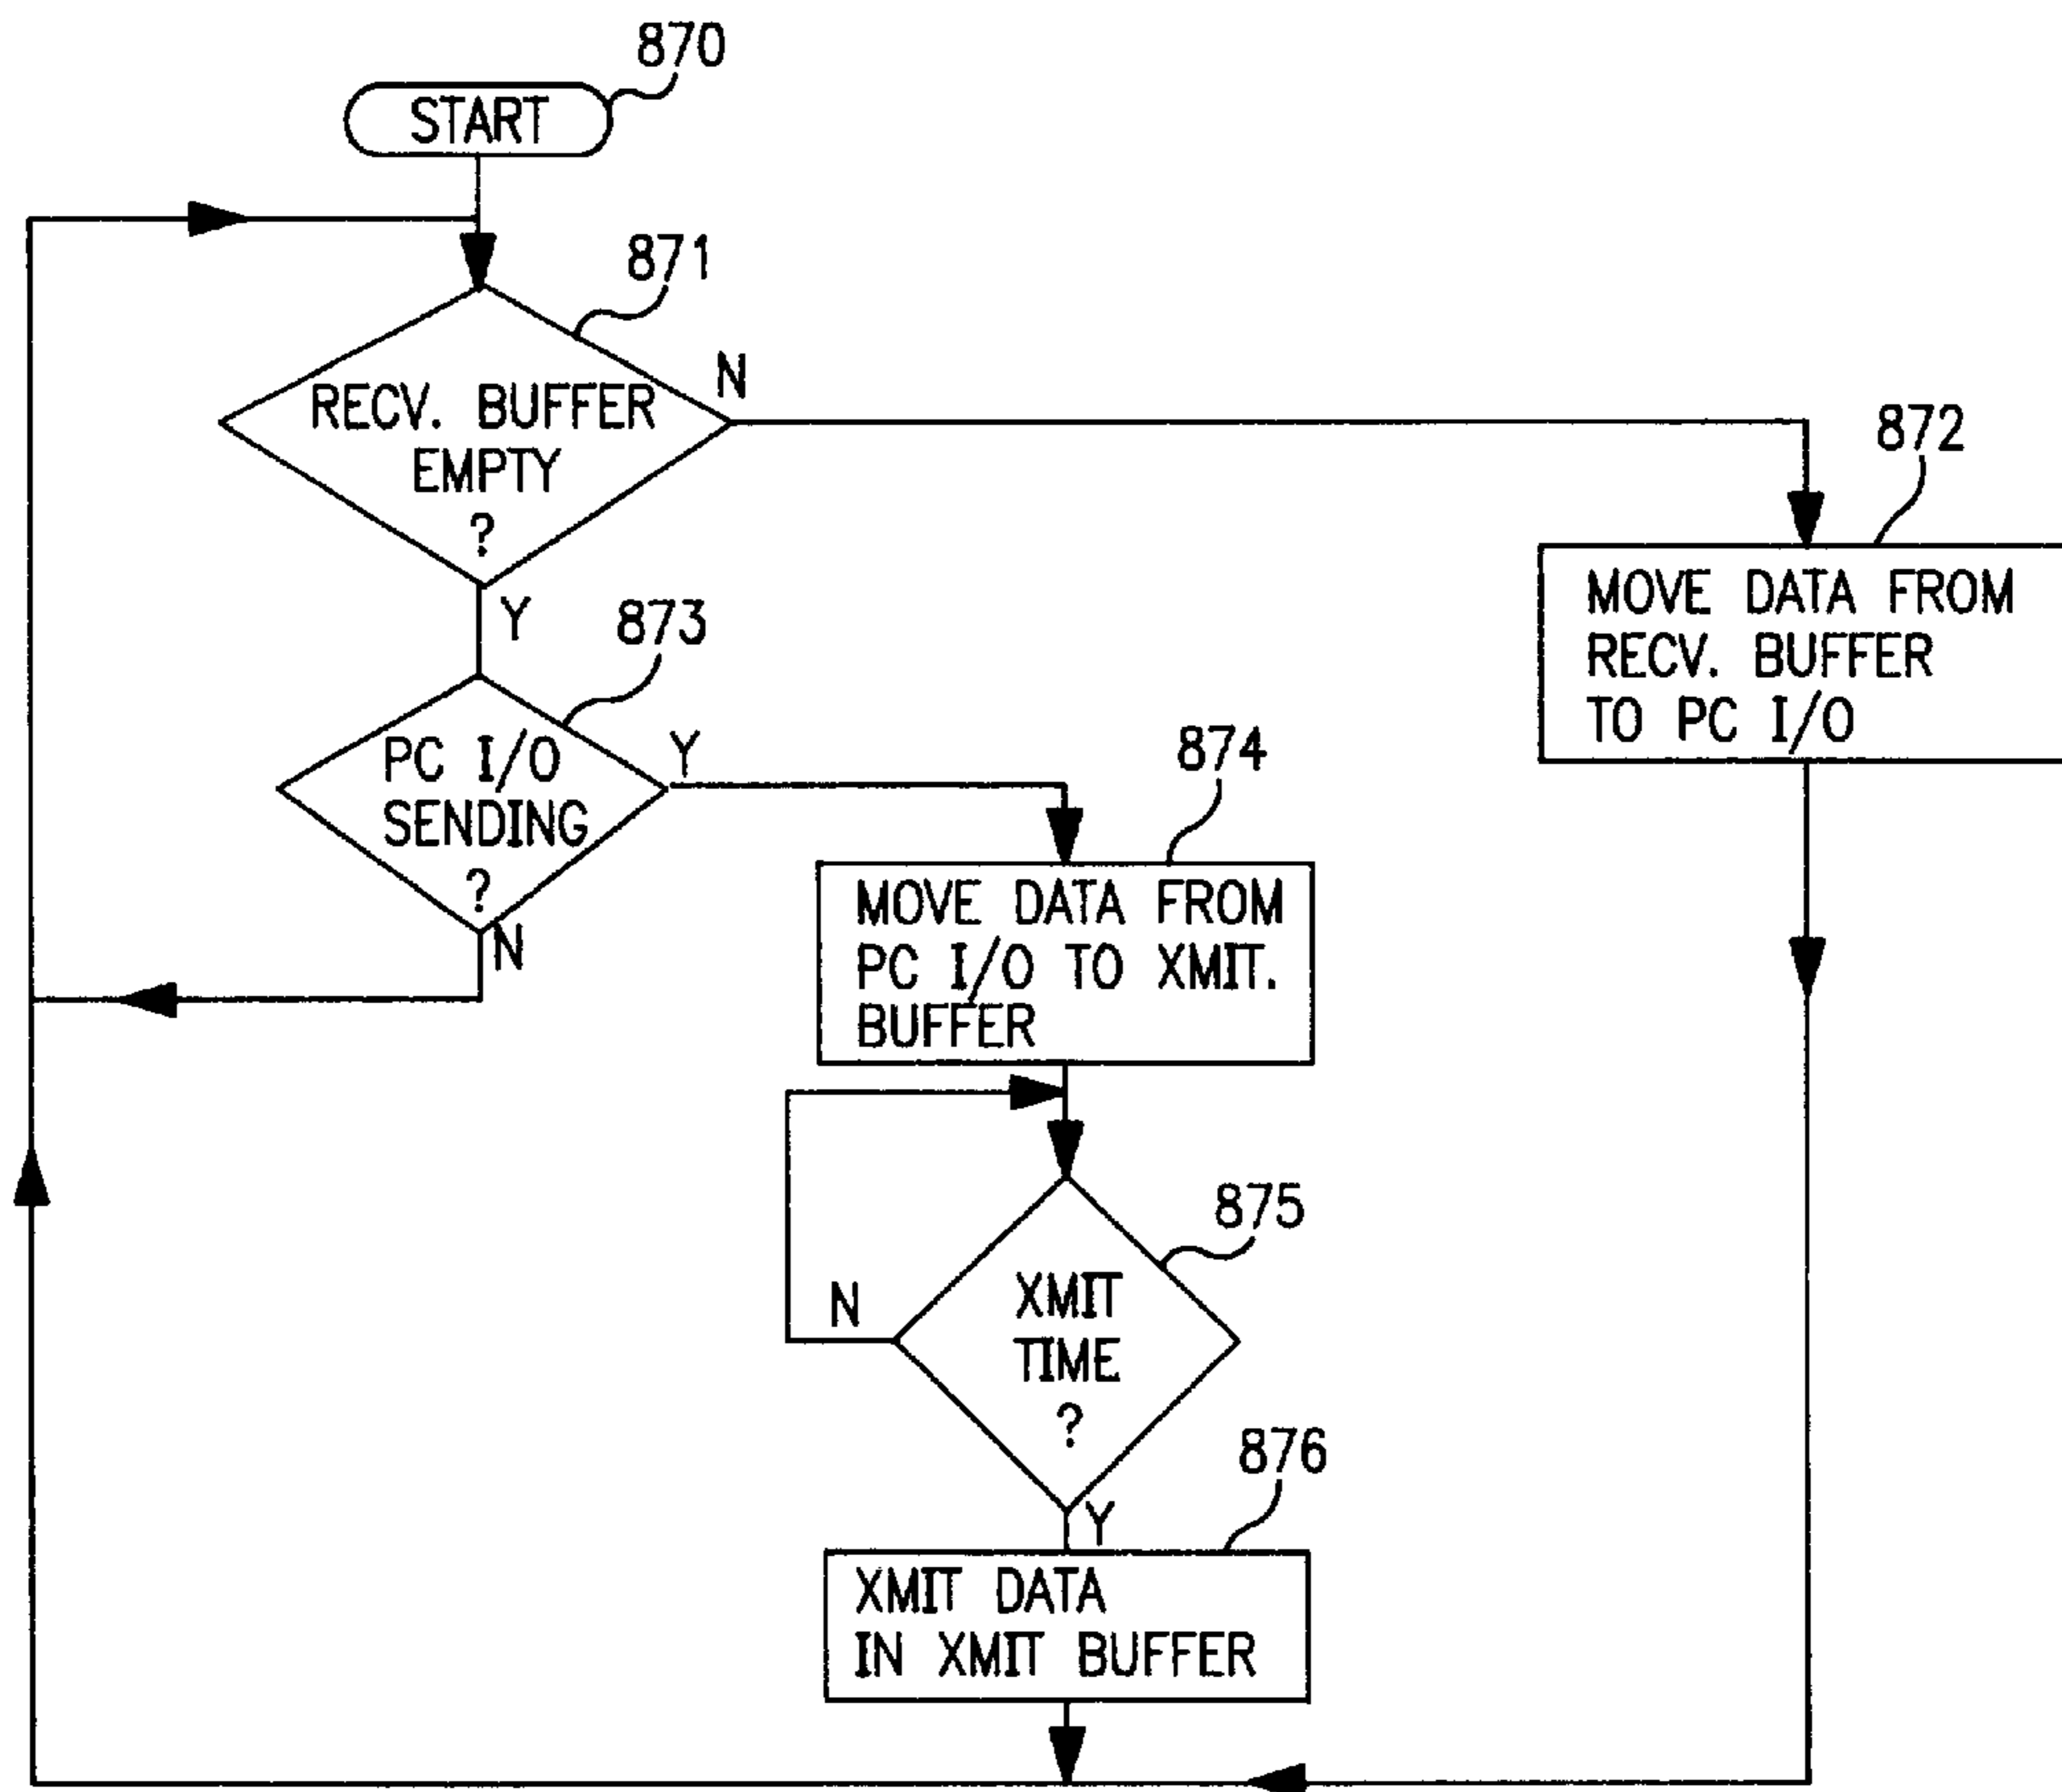 870
START
871
RECV. BUFFER
EMPTY
?
N
872
MOVE DATA FROM
RECV. BUFFER
TO PC I/O
Y
873
PC I/O
SENDING
?
Y
N
874
MOVE DATA FROM
PC I/O TO XMIT.
BUFFER
875
XMIT
TIME
?
N
Y
876
XMIT DATA
IN XMIT BUFFER